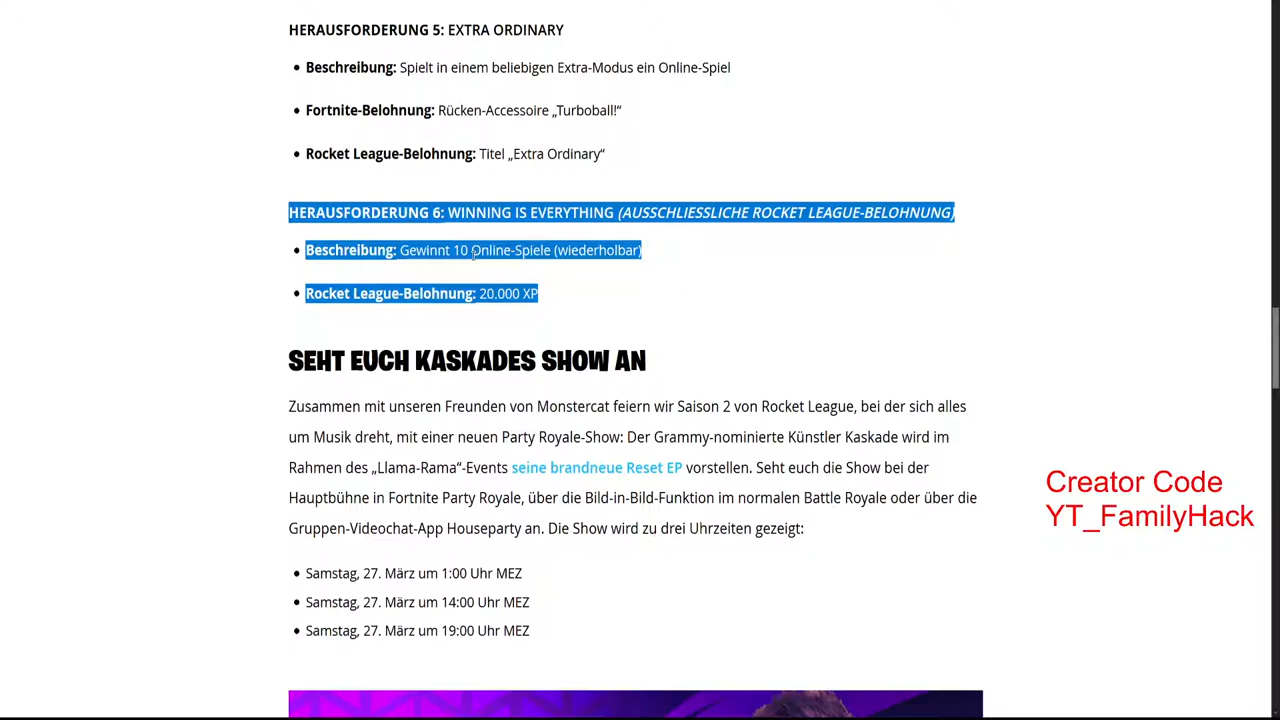 HERAUSFORDERUNG 5: EXTRA ORDINARY
• Beschreibung: Spielt in einem beliebigen Extra-Modus ein Online-Spiel
• Fortnite-Belohnung: Rücken-Accessoire „Turboball!“
• Rocket League-Belohnung: Titel „Extra Ordinary“
HERAUSFORDERUNG 6: WINNING IS EVERYTHING (AUSSCHLIESSLICHE ROCKET LEAGUE-BELOHNUNG)
• Beschreibung: Gewinnt 10 Online-Spiele (wiederholbar)
• Rocket League-Belohnung: 20.000 XP
SEHT EUCH KASKADES SHOW AN
Zusammen mit unseren Freunden von Monstercat feiern wir Saison 2 von Rocket League, bei der sich alles
um Musik dreht, mit einer neuen Party Royale-Show: Der Grammy-nominierte Künstler Kaskade wird im
Rahmen des „Llama-Rama“-Events seine brandneue Reset EP vorstellen. Seht euch die Show bei der
Hauptbühne in Fortnite Party Royale, über die Bild-in-Bild-Funktion im normalen Battle Royale oder über die
Gruppen-Videochat-App Houseparty an. Die Show wird zu drei Uhrzeiten gezeigt:
• Samstag, 27. März um 1:00 Uhr MEZ
• Samstag, 27. März um 14:00 Uhr MEZ
• Samstag, 27. März um 19:00 Uhr MEZ
Creator Code
YT_FamilyHack